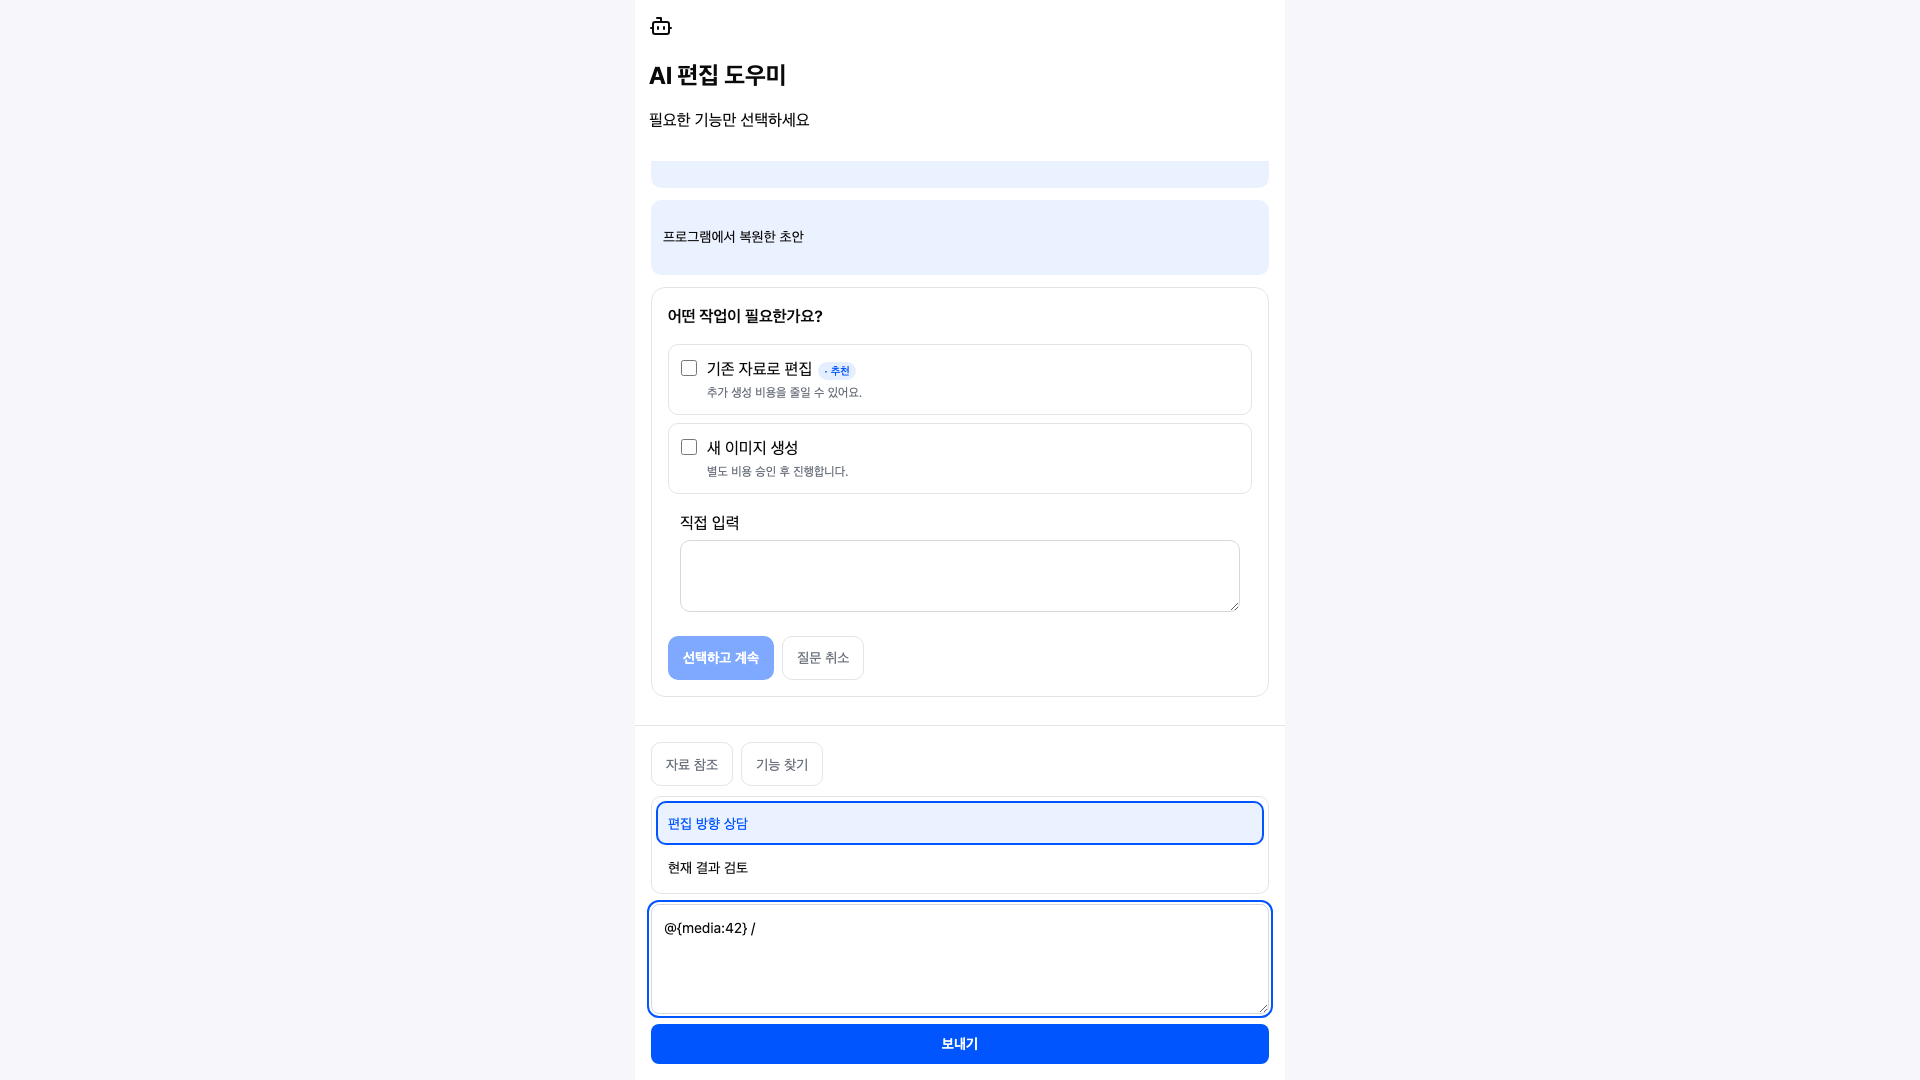 AI 편집 도우미
필요한 기능만 선택하세요
프로그램에서 복원한 초안
어떤 작업이 필요한가요?
기존 자료로 편집 · 추천
추가 생성 비용을 줄일 수 있어요.
새 이미지 생성
별도 비용 승인 후 진행합니다.
직접 입력
선택하고 계속 질문 취소
자료 참조 기능 찾기
편집 방향 상담
현재 결과 검토
@{media:42} /
보내기